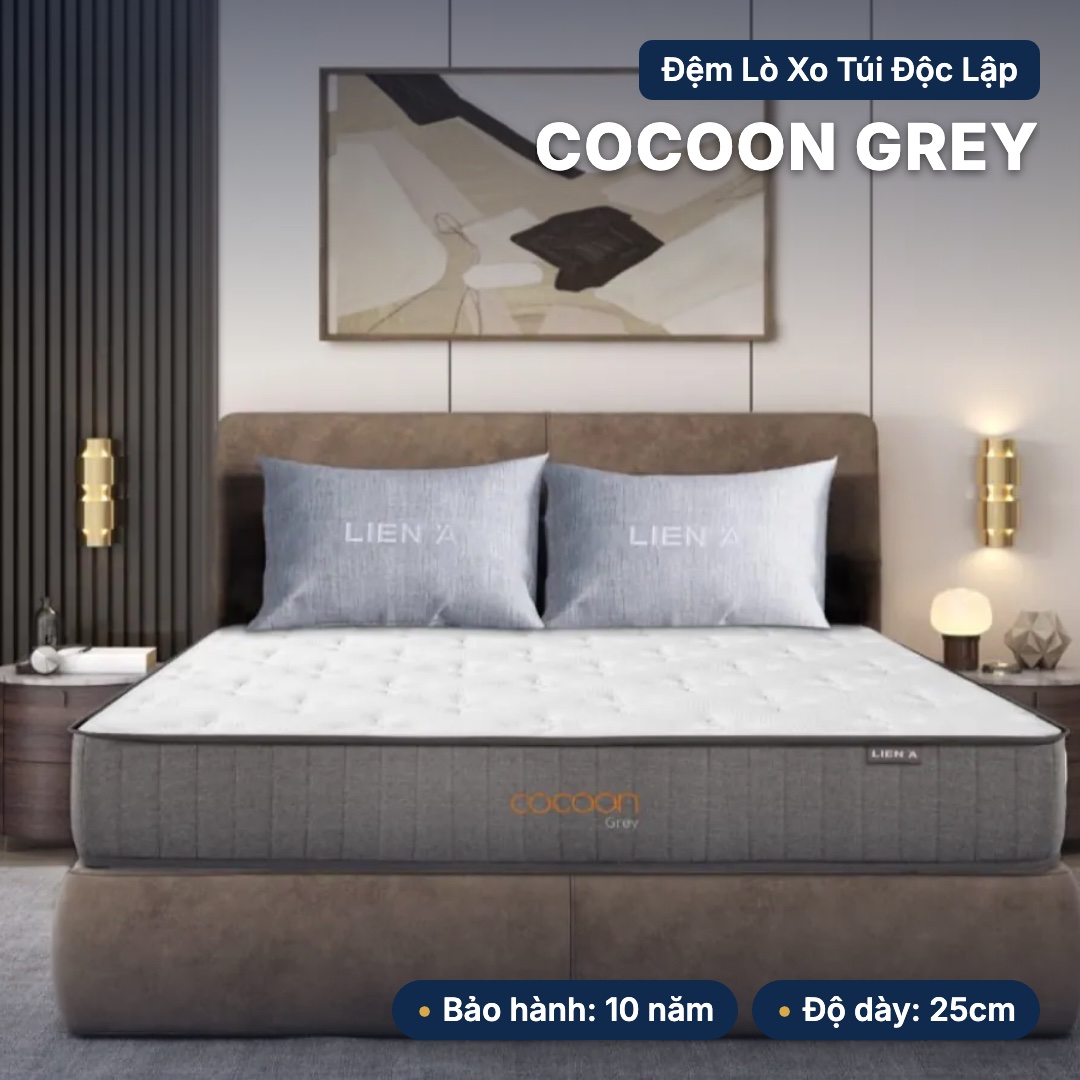 Đệm Lò Xo Túi Độc Lập
COCOON GREY
LIEN'A
LIEN'A
LIEN'A
cocoon
Grey
Bảo hành: 10 năm
Độ dày: 25cm